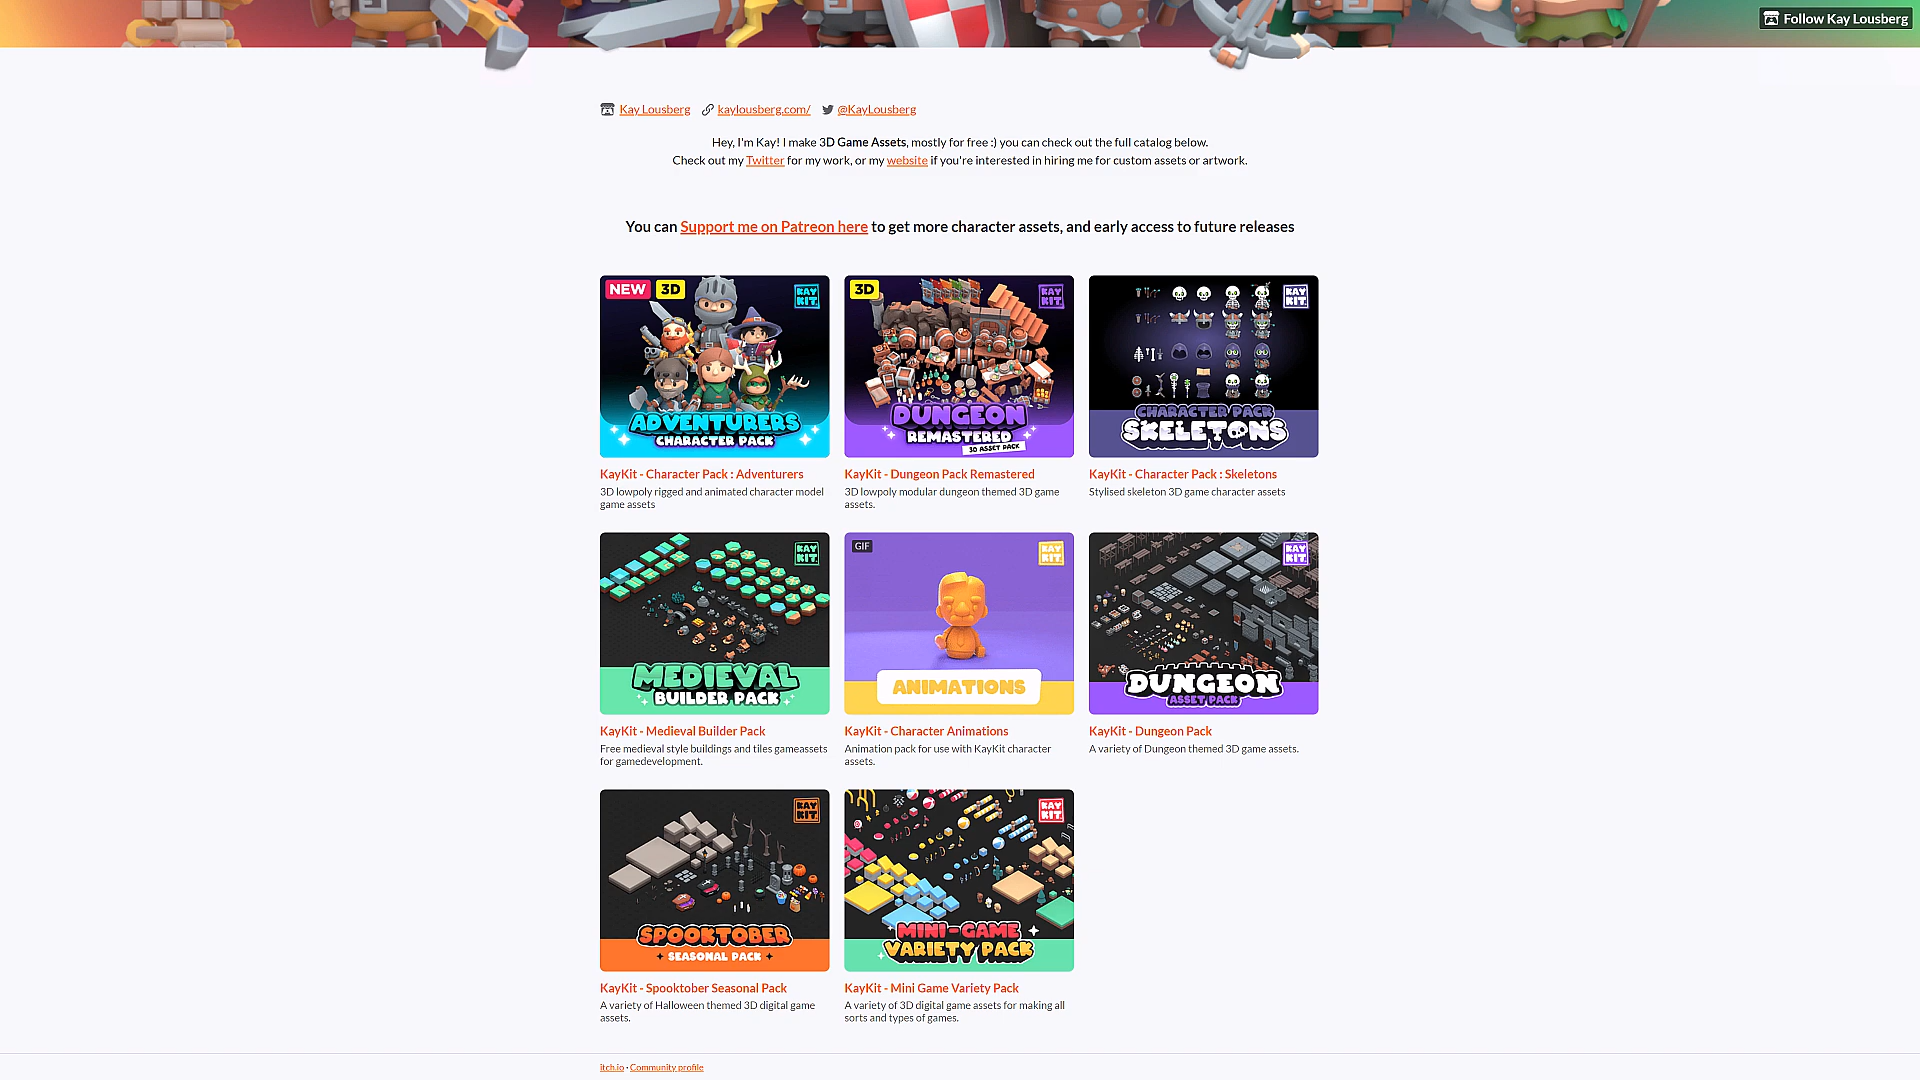 Follow Kay Lousberg
Kay Lousberg kaylousberg.com/ @KayLousberg
Hey, I'm Kay! I make 3D Game Assets, mostly for free :) you can check out the full catalog below.
Check out my Twitter for my work, or my website if you're interested in hiring me for custom assets or artwork.
You can Support me on Patreon here to get more character assets, and early access to future releases
NEW 3D
KAY
KIT.
ADVENTURERS
CHARACTER PACK
3D
KAY
KIT.
DUNGEON
REMASTERED
3D ASSET PACK
KAY
KIT.
CHARACTER PACK
SKELETONS
KayKit - Character Pack : Adventurers
3D lowpoly rigged and animated character model
game assets
KayKit - Dungeon Pack Remastered
3D lowpoly modular dungeon themed 3D game
assets.
KayKit - Character Pack : Skeletons
Stylised skeleton 3D game character assets
KAY
KIT.
MEDIEVAL
BUILDER PACK
GIF
KAY
KIT.
ANIMATIONS
KAY
KIT.
DUNGEON
ASSET PACK
KayKit - Medieval Builder Pack
Free medieval style buildings and tiles gameassets
for gamedevelopment.
KayKit - Character Animations
Animation pack for use with KayKit character
assets.
KayKit - Dungeon Pack
A variety of Dungeon themed 3D game assets.
KAY
KIT.
SPOOKTOBER
SEASONAL PACK
KAY
KIT.
MINI-GAME
VARIETY PACK
KayKit - Spooktober Seasonal Pack
A variety of Halloween themed 3D digital game
assets.
KayKit - Mini Game Variety Pack
A variety of 3D digital game assets for making all
sorts and types of games.
itch.io · Community profile